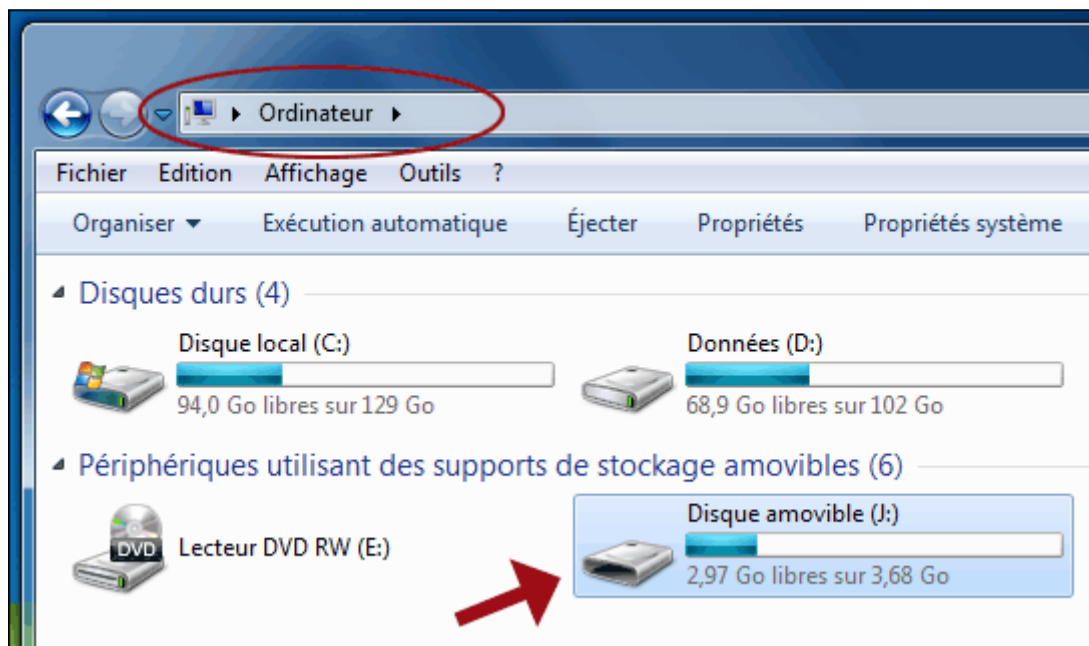 Ordinateur
Fichier Edition Affichage Outils ?
Organiser Exécution automatique Éjecter Propriétés Propriétés système
Disques durs (4)
Disque local (C:)
94,0 Go libres sur 129 Go
Données (D:)
68,9 Go libres sur 102 Go
Périphériques utilisant des supports de stockage amovibles (6)
DVD
Lecteur DVD RW (E:)
Disque amovible (J:)
2,97 Go libres sur 3,68 Go